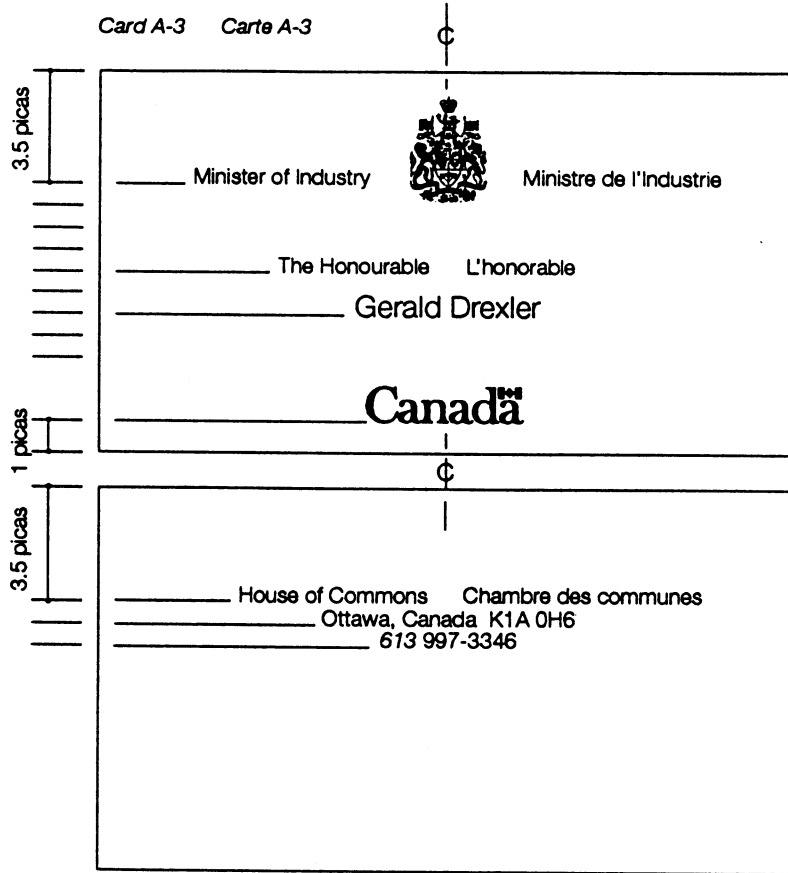 Card A-3 Carte A-3
3.5 picas
Minister of Industry Ministre de l'Industrie
The Honourable L'honorable
Gerald Drexler
Canada
1 picas
3.5 picas
House of Commons Chambre des communes
Ottawa, Canada K1A 0H6
613 997-3346